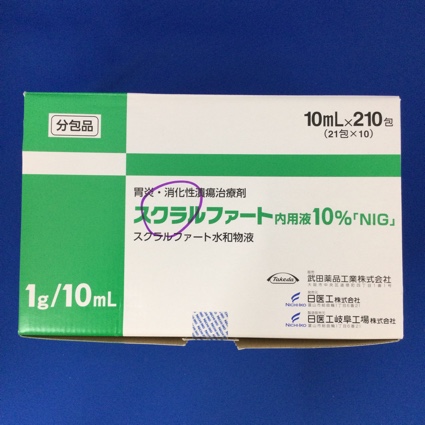 分包品
10mL×210包
(21包×10)
胃炎・消化性潰瘍治療剤
スクラルファート内用液10%「NIG」
スクラルファート水和物液
1g/10mL
Takeda
武田薬品工業株式会社
NICHIIKO
日医工株式会社
NICHIIKO
日医工岐阜工場株式会社